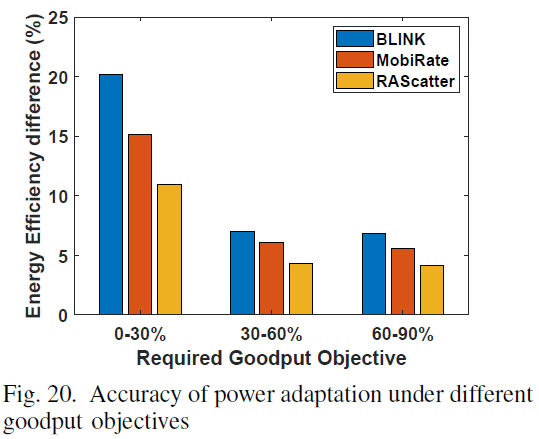 25
20
15
10
5
0
Energy Efficiency difference (%)
BLINK
MobiRate
RAScatter
0-30% 30-60% 60-90%
Required Goodput Objective
Fig. 20. Accuracy of power adaptation under different
goodput objectives